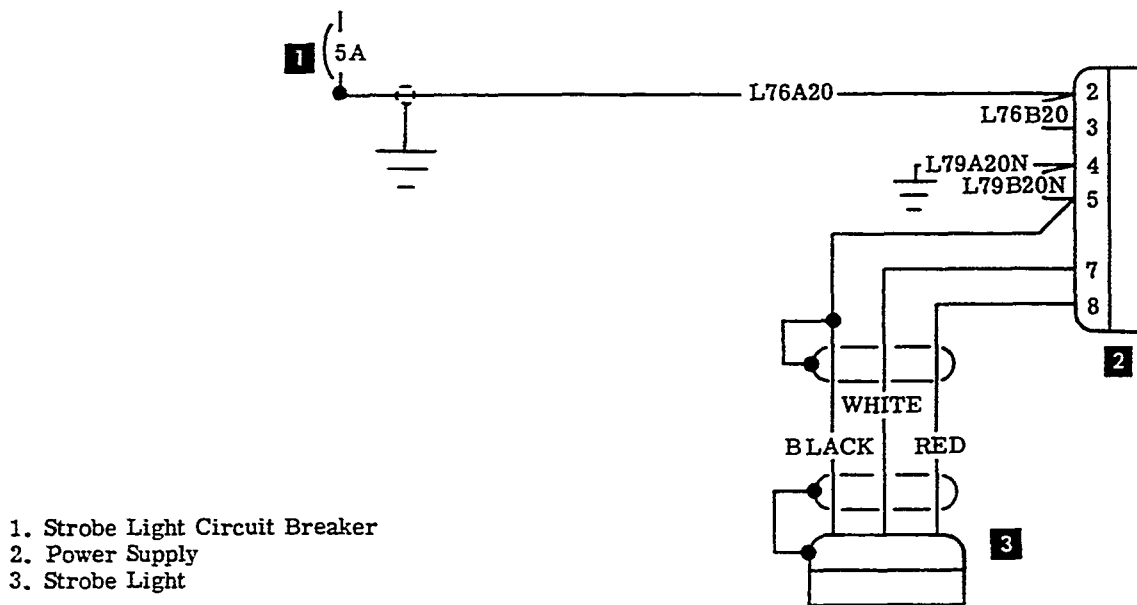 1
5A
L76A20
2
L76B20
3
L79A20N
4
L79B20N
5
7
8
2
WHITE
BLACK RED
3
1. Strobe Light Circuit Breaker
2. Power Supply
3. Strobe Light